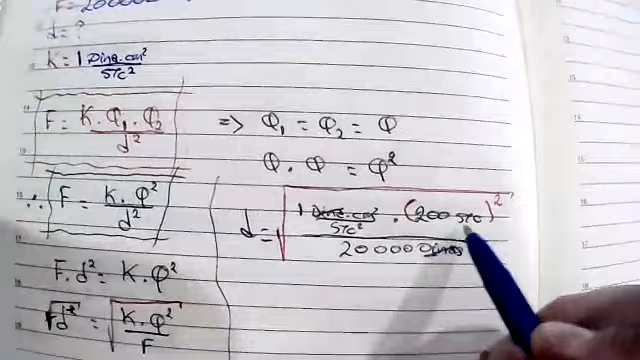 F=20000
d=?
K=1 Dina·cm²/STC²
F= K·Q₁·Q₂/d²
=> Q₁ = Q₂ = Q
Q·Q = Q²
∴ F= K·Q²/d²
d=√(1 Dina·cm²/STC² · (200 STC)²/20000 Dinas)
F·d² = K·Q²
√d² = √(K·Q²/F)